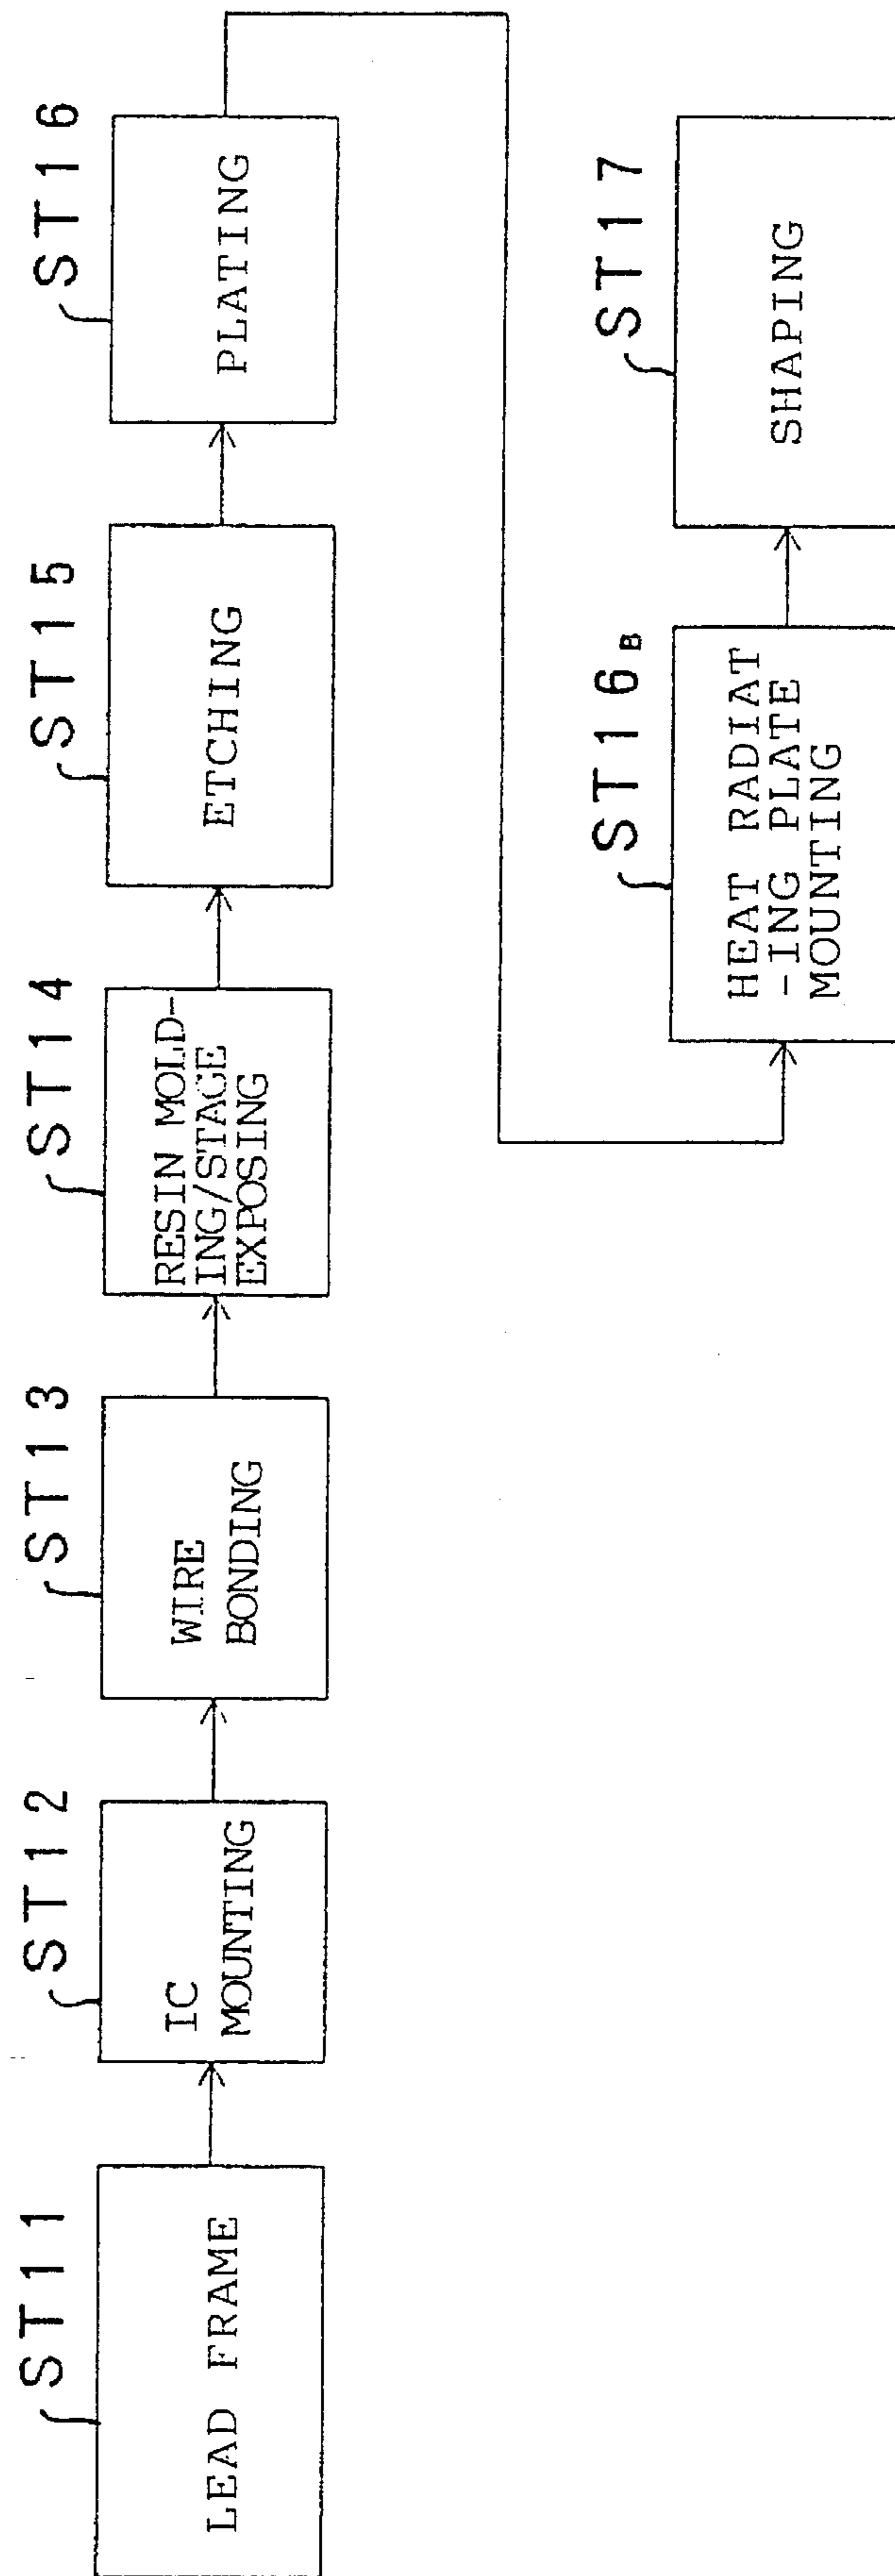 ST11
LEAD FRAME
ST12
IC
MOUNTING
ST13
WIRE
BONDING
ST14
RESIN MOLD-
ING/STAGE
EXPOSING
ST15
ETCHING
ST16
PLATING
ST16B
HEAT RADIAT
-ING PLATE
MOUNTING
ST17
SHAPING